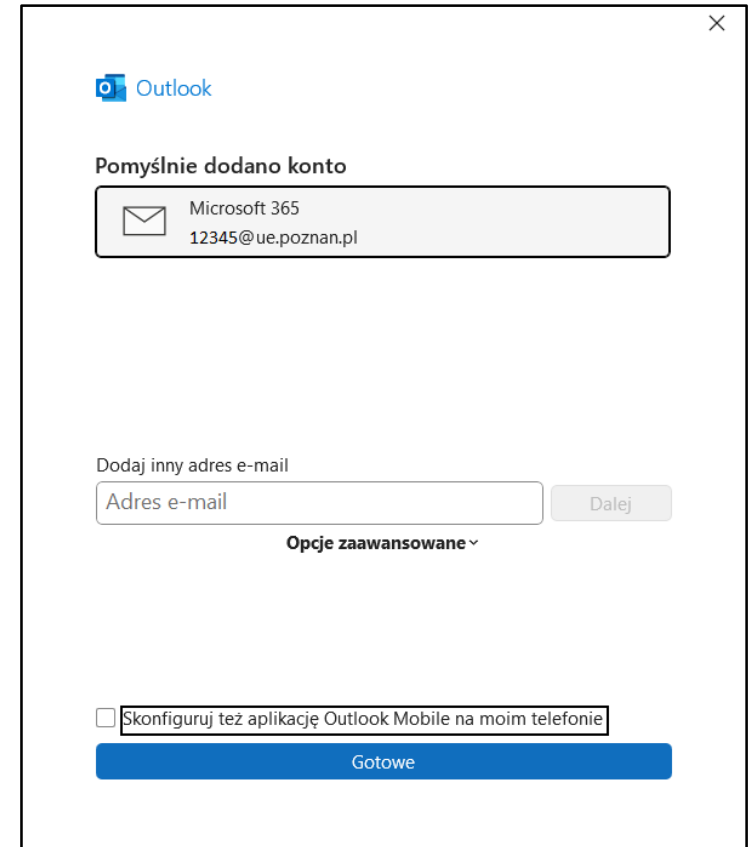 Outlook
Pomyślnie dodano konto
Microsoft 365
12345@ue.poznan.pl
Dodaj inny adres e-mail
Adres e-mail
Dalej
Opcje zaawansowane
Skonfiguruj też aplikację Outlook Mobile na moim telefonie
Gotowe